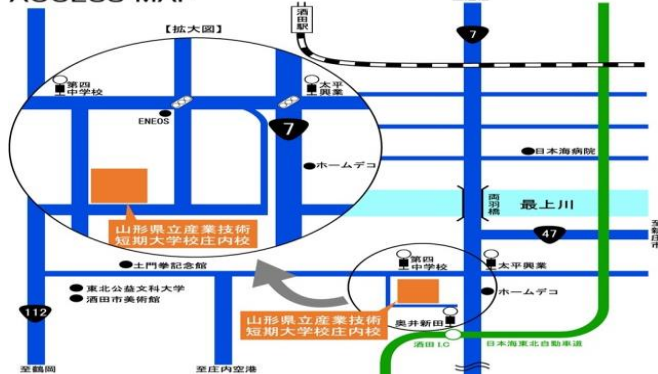 ACCESS MAP
【拡大図】
酒田駅
7
第四
中学校
太平
興業
ENEOS
7
ホームデコ
日本海病院
山形県立産業技術
短期大学校庄内校
両羽橋
最上川
47
至新庄市
土門拳記念館
第四
中学校
太平興業
東北公益文科大学
酒田市美術館
ホームデコ
112
山形県立産業技術
短期大学校庄内校
奥井新田
酒田 I.C
日本海東北自動車道
至鶴岡
至庄内空港